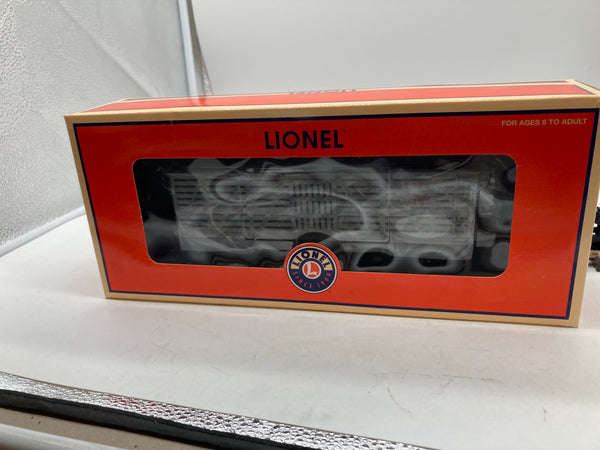 LIONEL
FOR AGES 8 TO ADULT
LIONEL
L
SINCE 1900